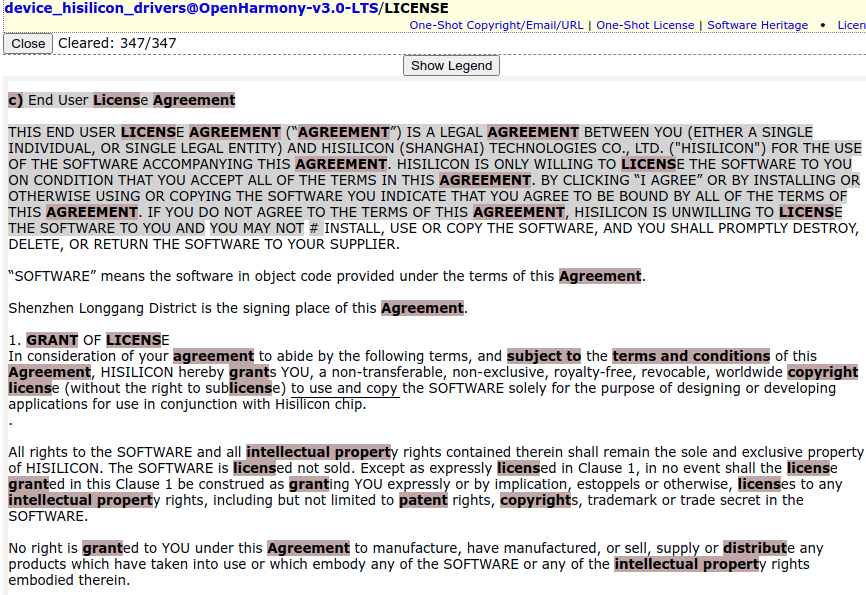 device_hisilicon_drivers@OpenHarmony-v3.0-LTS/LICENSE
One-Shot Copyright/Email/URL | One-Shot License | Software Heritage • Licen
Close Cleared: 347/347
Show Legend
c) End User License Agreement
THIS END USER LICENSE AGREEMENT (“AGREEMENT”) IS A LEGAL AGREEMENT BETWEEN YOU (EITHER A SINGLE
INDIVIDUAL, OR SINGLE LEGAL ENTITY) AND HISILICON (SHANGHAI) TECHNOLOGIES CO., LTD. ("HISILICON") FOR THE USE
OF THE SOFTWARE ACCOMPANYING THIS AGREEMENT. HISILICON IS ONLY WILLING TO LICENSE THE SOFTWARE TO YOU
ON CONDITION THAT YOU ACCEPT ALL OF THE TERMS IN THIS AGREEMENT. BY CLICKING “I AGREE” OR BY INSTALLING OR
OTHERWISE USING OR COPYING THE SOFTWARE YOU INDICATE THAT YOU AGREE TO BE BOUND BY ALL OF THE TERMS OF
THIS AGREEMENT. IF YOU DO NOT AGREE TO THE TERMS OF THIS AGREEMENT, HISILICON IS UNWILLING TO LICENSE
THE SOFTWARE TO YOU AND YOU MAY NOT # INSTALL, USE OR COPY THE SOFTWARE, AND YOU SHALL PROMPTLY DESTROY,
DELETE, OR RETURN THE SOFTWARE TO YOUR SUPPLIER.
“SOFTWARE” means the software in object code provided under the terms of this Agreement.
Shenzhen Longgang District is the signing place of this Agreement.
1. GRANT OF LICENSE
In consideration of your agreement to abide by the following terms, and subject to the terms and conditions of this
Agreement, HISILICON hereby grants YOU, a non-transferable, non-exclusive, royalty-free, revocable, worldwide copyright
license (without the right to sublicense) to use and copy the SOFTWARE solely for the purpose of designing or developing
applications for use in conjunction with Hisilicon chip.
.
All rights to the SOFTWARE and all intellectual property rights contained therein shall remain the sole and exclusive property
of HISILICON. The SOFTWARE is licensed not sold. Except as expressly licensed in Clause 1, in no event shall the license
granted in this Clause 1 be construed as granting YOU expressly or by implication, estoppels or otherwise, licenses to any
intellectual property rights, including but not limited to patent rights, copyrights, trademark or trade secret in the
SOFTWARE.
No right is granted to YOU under this Agreement to manufacture, have manufactured, or sell, supply or distribute any
products which have taken into use or which embody any of the SOFTWARE or any of the intellectual property rights
embodied therein.